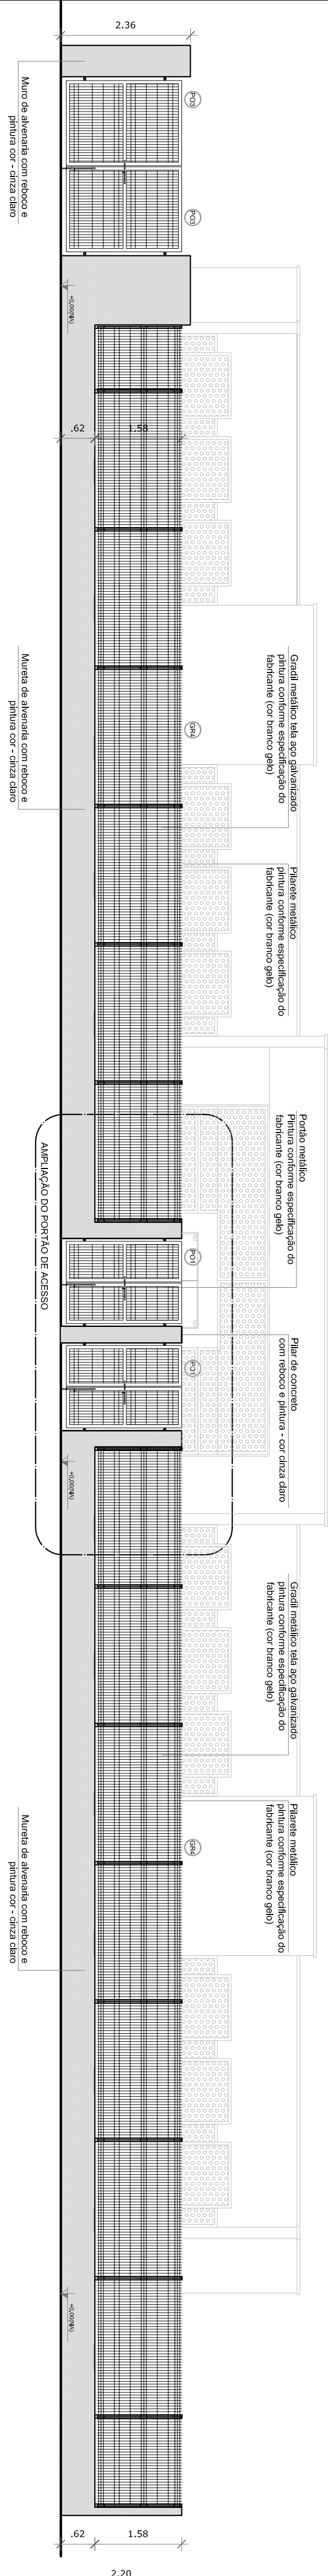 2.36
PO3
PO3
Muro de alvenaria com reboco e
pintura cor - cinza claro
+0,00(NA)
.62
1.58
Gradil metálico tela aço galvanizado
pintura conforme especificação do
fabricante (cor branco gelo)
GR4
Mureta de alvenaria com reboco e
pintura cor - cinza claro
Pilarete metálico
pintura conforme especificação do
fabricante (cor branco gelo)
Portão metálico
Pintura conforme especificação do
fabricante (cor branco gelo)
PO1
AMPLIAÇÃO DO PORTÃO DE ACESSO
PO1
Pilar de concreto
com reboco e pintura - cor cinza claro
+0,00(NA)
Gradil metálico tela aço galvanizado
pintura conforme especificação do
fabricante (cor branco gelo)
Pilarete metálico
pintura conforme especificação do
fabricante (cor branco gelo)
GR4
Mureta de alvenaria com reboco e
pintura cor - cinza claro
+0,00(NA)
.62
1.58
2.20